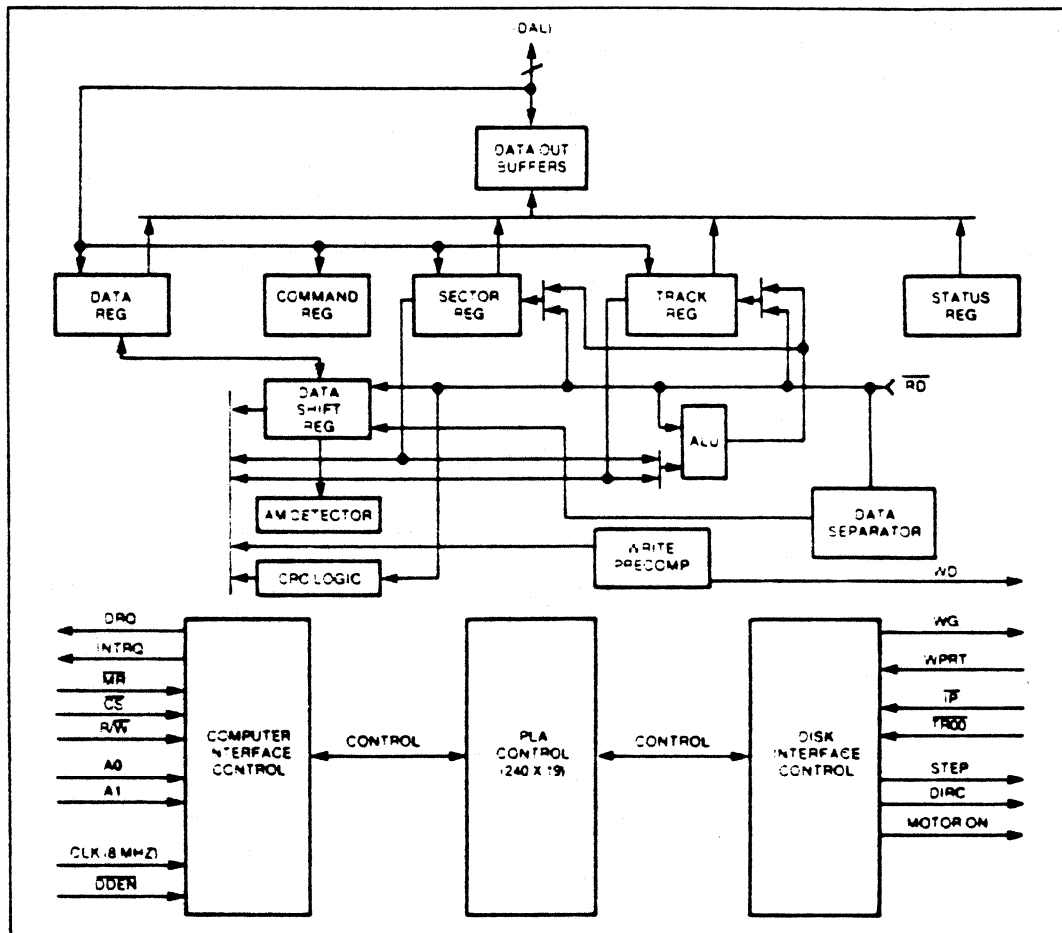 (DAL)
DATA OUT
BUFFERS
DATA
REG
COMMAND
REG
SECTOR
REG
TRACK
REG
STATUS
REG
DATA
SHIFT
REG
RD
ALU
AM DETECTOR
DATA
SEPARATOR
WRITE
PRECOMP
CRC LOGIC
WD
DRQ
INTRQ
MR
CS
R/W
A0
A1
CLK (8 MHZ)
DDEN
COMPUTER
INTERFACE
CONTROL
CONTROL
PLA
CONTROL
(240 X 19)
CONTROL
DISK
INTERFACE
CONTROL
WG
WPRT
IP
TR00
STEP
DIRC
MOTOR ON